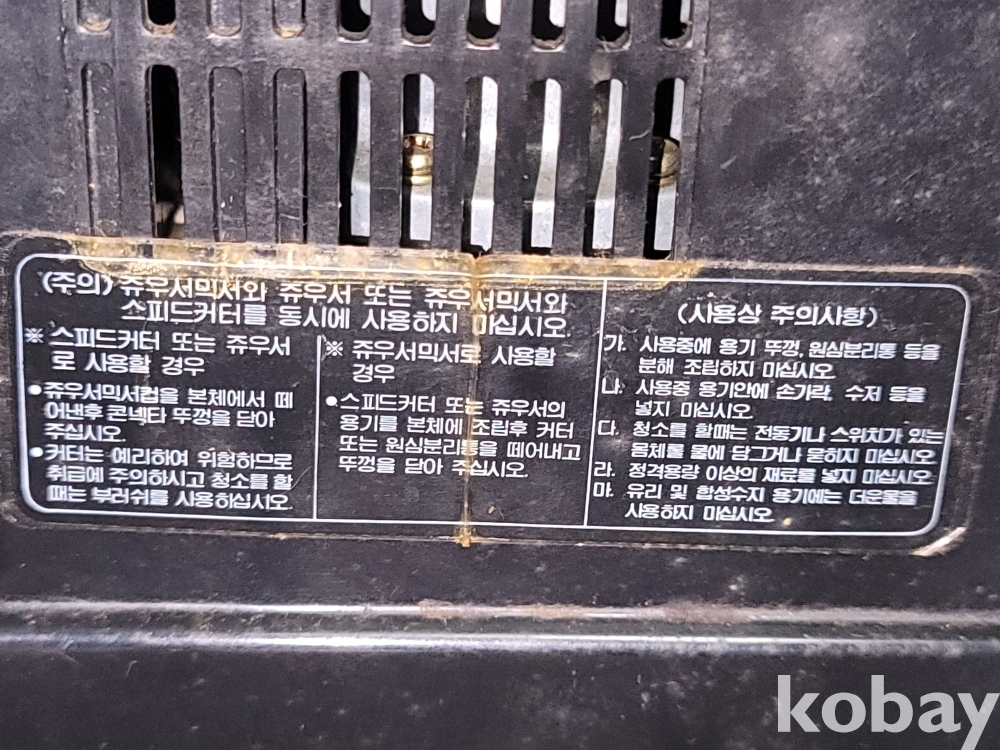 (주의) 쥬우서믹서와 쥬우서 또는 쥬우서믹서와
스피드커터를 동시에 사용하지 마십시오.
※ 스피드커터 또는 쥬우서
로 사용할 경우
●쥬우서믹서컵을 본체에서 떼
어낸후 콘넥타 뚜껑을 닫아
주십시오.
●커터는 예리하여 위험하므로
취급에 주의하시고 청소를 할
때는 부러쉬를 사용하십시오.
※ 쥬우서믹서로 사용할
경우
●스피드커터 또는 쥬우서의
용기를 본체에 조립후 커터
또는 원심분리통을 떼어내고
뚜껑을 닫아 주십시오.
(사용상 주의사항)
가. 사용중에 용기 뚜껑, 원심분리통 등을
분해 조립하지 마십시오.
나. 사용중 용기안에 손가락, 수저 등을
넣지 마십시오.
다. 청소를 할때는 전동기나 스위치가 있는
몸체를 물에 담그거나 묻히지 마십시오.
라. 정격용량 이상의 재료를 넣지 마십시오.
마. 유리 및 합성수지 용기에는 더운물을
사용하지 마십시오.
kobay